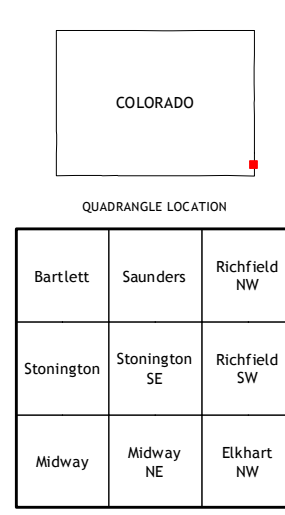 COLORADO
QUADRANGLE LOCATION
Bartlett
Saunders
Richfield
NW
Stonington
Stonington
SE
Richfield
SW
Midway
Midway
NE
Elkhart
NW